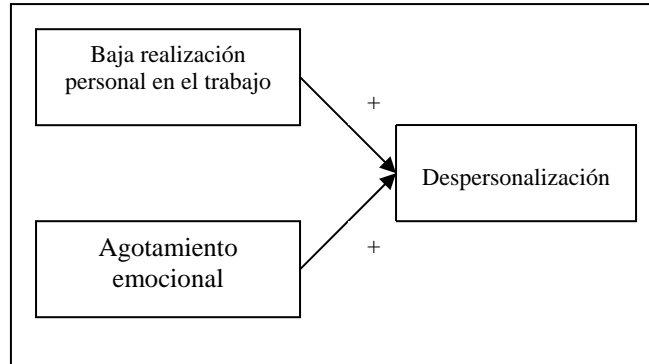 Baja realización
personal en el trabajo
+
Despersonalización
Agotamiento
emocional
+